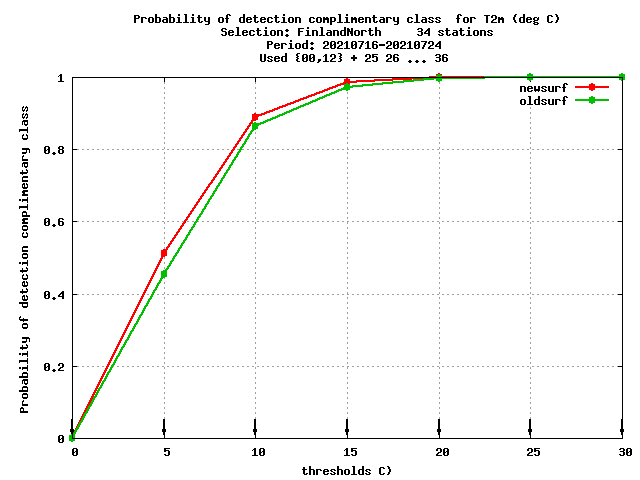 Probability of detection complimentary class  for T2m (deg C)
Selection: FinlandNorth     34 stations
Period: 20210716-20210724
Used {00,12} + 25 26 ... 36
newsurf
oldsurf
Probability of detection complimentary class
1
0.8
0.6
0.4
0.2
0
0 5 10 15 20 25 30
thresholds C)